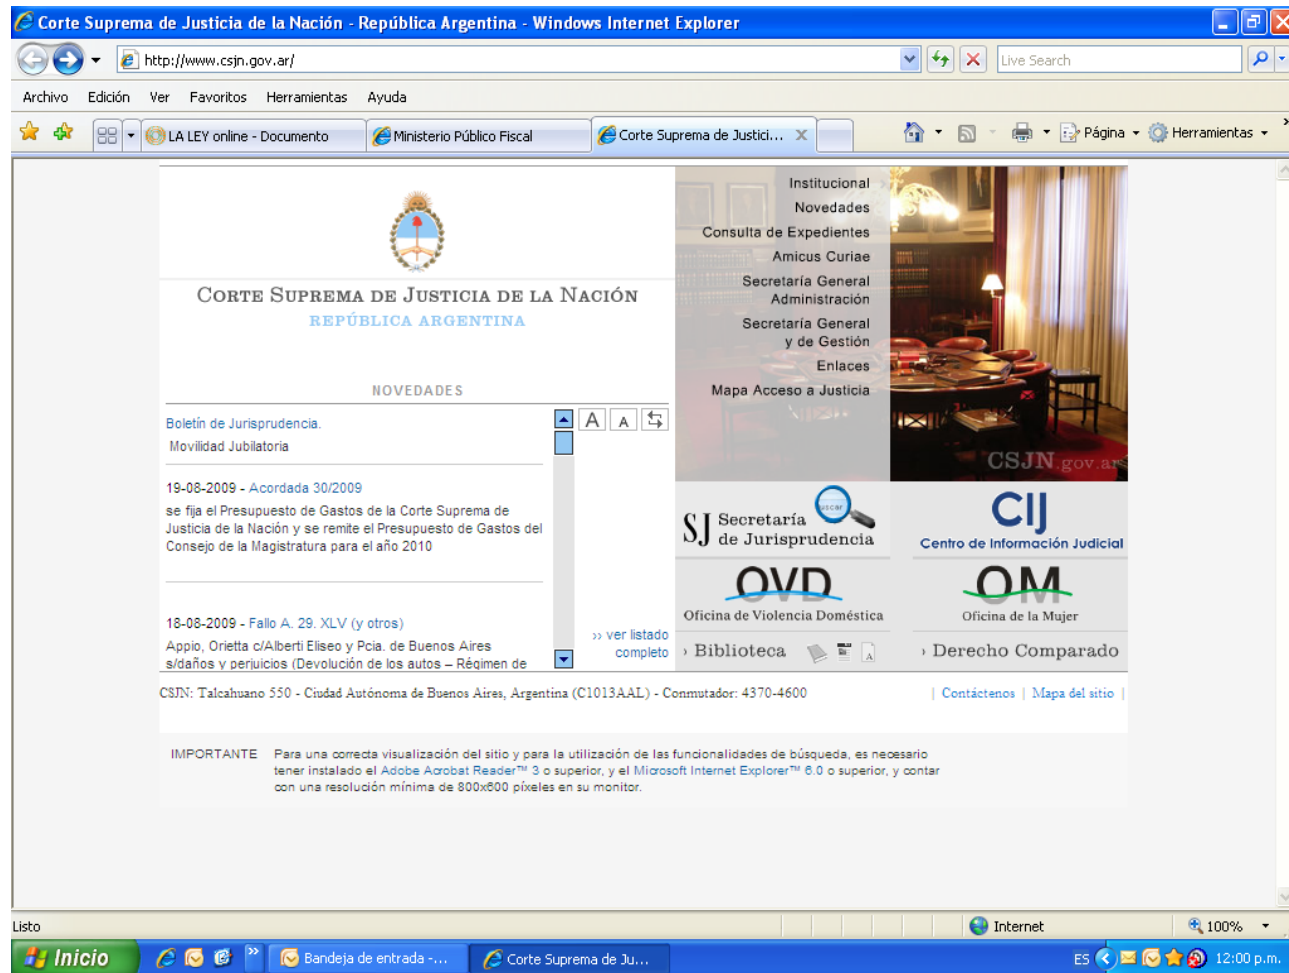 Corte Suprema de Justicia de la Nación - República Argentina - Windows Internet Explorer
http://www.csjn.gov.ar/
Live Search
Archivo Edición Ver Favoritos Herramientas Ayuda
LA LEY online - Documento
Ministerio Público Fiscal
Corte Suprema de Justici...
Página
Herramientas
CORTE SUPREMA DE JUSTICIA DE LA NACIÓN
REPÚBLICA ARGENTINA
NOVEDADES
Boletín de Jurisprudencia.
Movilidad Jubilatoria
19-08-2009 - Acordada 30/2009
se fija el Presupuesto de Gastos de la Corte Suprema de
Justicia de la Nación y se remite el Presupuesto de Gastos del
Consejo de la Magistratura para el año 2010
18-08-2009 - Fallo A. 29. XLV (y otros)
Appio, Orietta c/Alberti Eliseo y Pcia. de Buenos Aires
s/daños y perjuicios (Devolución de los autos – Régimen de
A A
›› ver listado
completo
Institucional
Novedades
Consulta de Expedientes
Amicus Curiae
Secretaría General
Administración
Secretaría General
y de Gestión
Enlaces
Mapa Acceso a Justicia
CSJN.gov.ar
SJ Secretaría
de Jurisprudencia
CIJ
Centro de Información Judicial
OVD
Oficina de Violencia Doméstica
OM
Oficina de la Mujer
› Biblioteca
› Derecho Comparado
CSJN: Talcahuano 550 - Ciudad Autónoma de Buenos Aires, Argentina (C1013AAL) - Conmutador: 4370-4600
| Contáctenos | Mapa del sitio |
IMPORTANTE Para una correcta visualización del sitio y para la utilización de las funcionalidades de búsqueda, es necesario
tener instalado el Adobe Acrobat Reader™ 3 o superior, y el Microsoft Internet Explorer™ 6.0 o superior, y contar
con una resolución mínima de 800x600 píxeles en su monitor.
Listo
Internet
100%
Inicio
Bandeja de entrada -...
Corte Suprema de Ju...
ES
12:00 p.m.